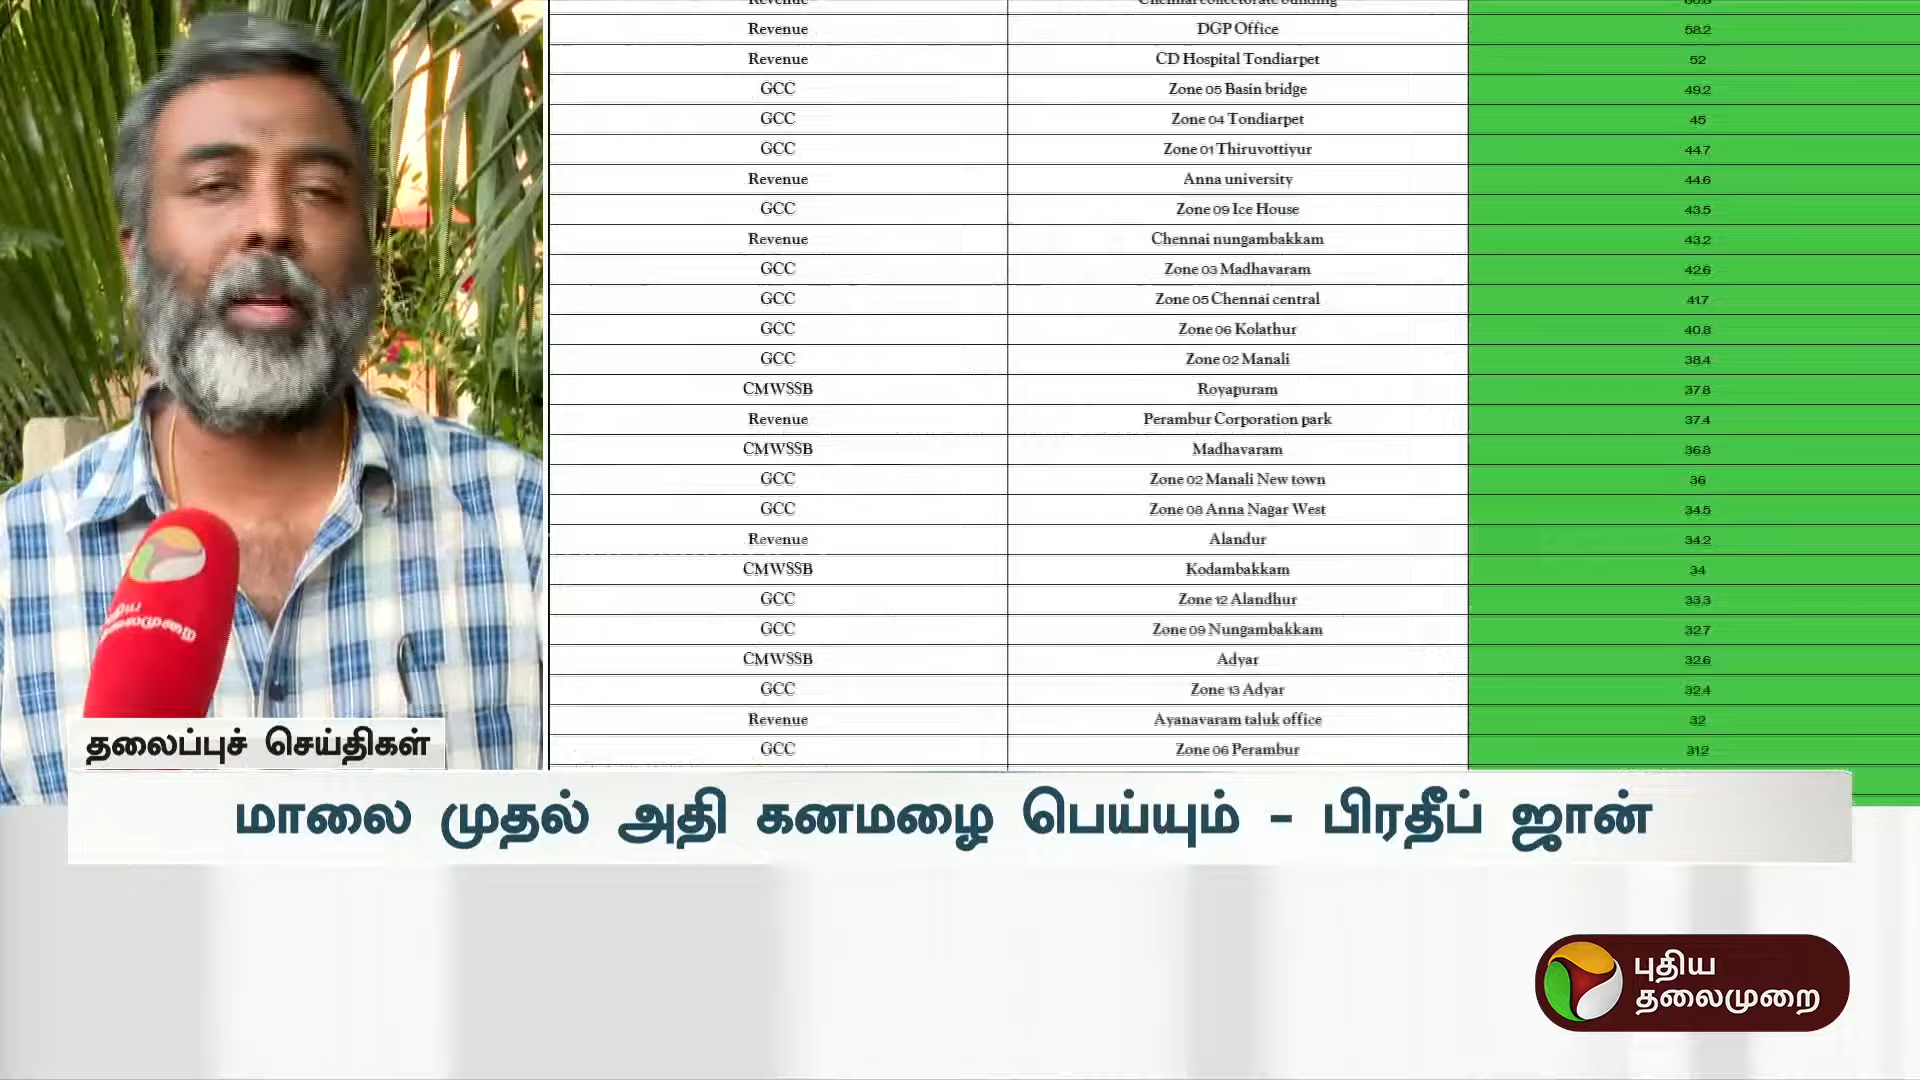 Revenue Chennai collectorate building
Revenue DGP Office 58.2
Revenue CD Hospital Tondiarpet 52
GCC Zone 05 Basin bridge 49.2
GCC Zone 04 Tondiarpet 45
GCC Zone 01 Thiruvottiyur 44.7
Revenue Anna university 44.6
GCC Zone 09 Ice House 43.5
Revenue Chennai nungambakkam 43.2
GCC Zone 03 Madhavaram 42.6
GCC Zone 05 Chennai central 41.7
GCC Zone 06 Kolathur 40.8
GCC Zone 02 Manali 38.4
CMWSSB Royapuram 37.8
Revenue Perambur Corporation park 37.4
CMWSSB Madhavaram 36.8
GCC Zone 02 Manali New town 36
GCC Zone 08 Anna Nagar West 34.5
Revenue Alandur 34.2
CMWSSB Kodambakkam 34
GCC Zone 12 Alandhur 33.3
GCC Zone 09 Nungambakkam 32.7
CMWSSB Adyar 32.6
GCC Zone 13 Adyar 32.4
Revenue Ayanavaram taluk office 32
GCC Zone 06 Perambur 31.2
தலைப்புச் செய்திகள்
மாலை முதல் அதி கனமழை பெய்யும் - பிரதீப் ஜான்
புதிய
தலைமுறை